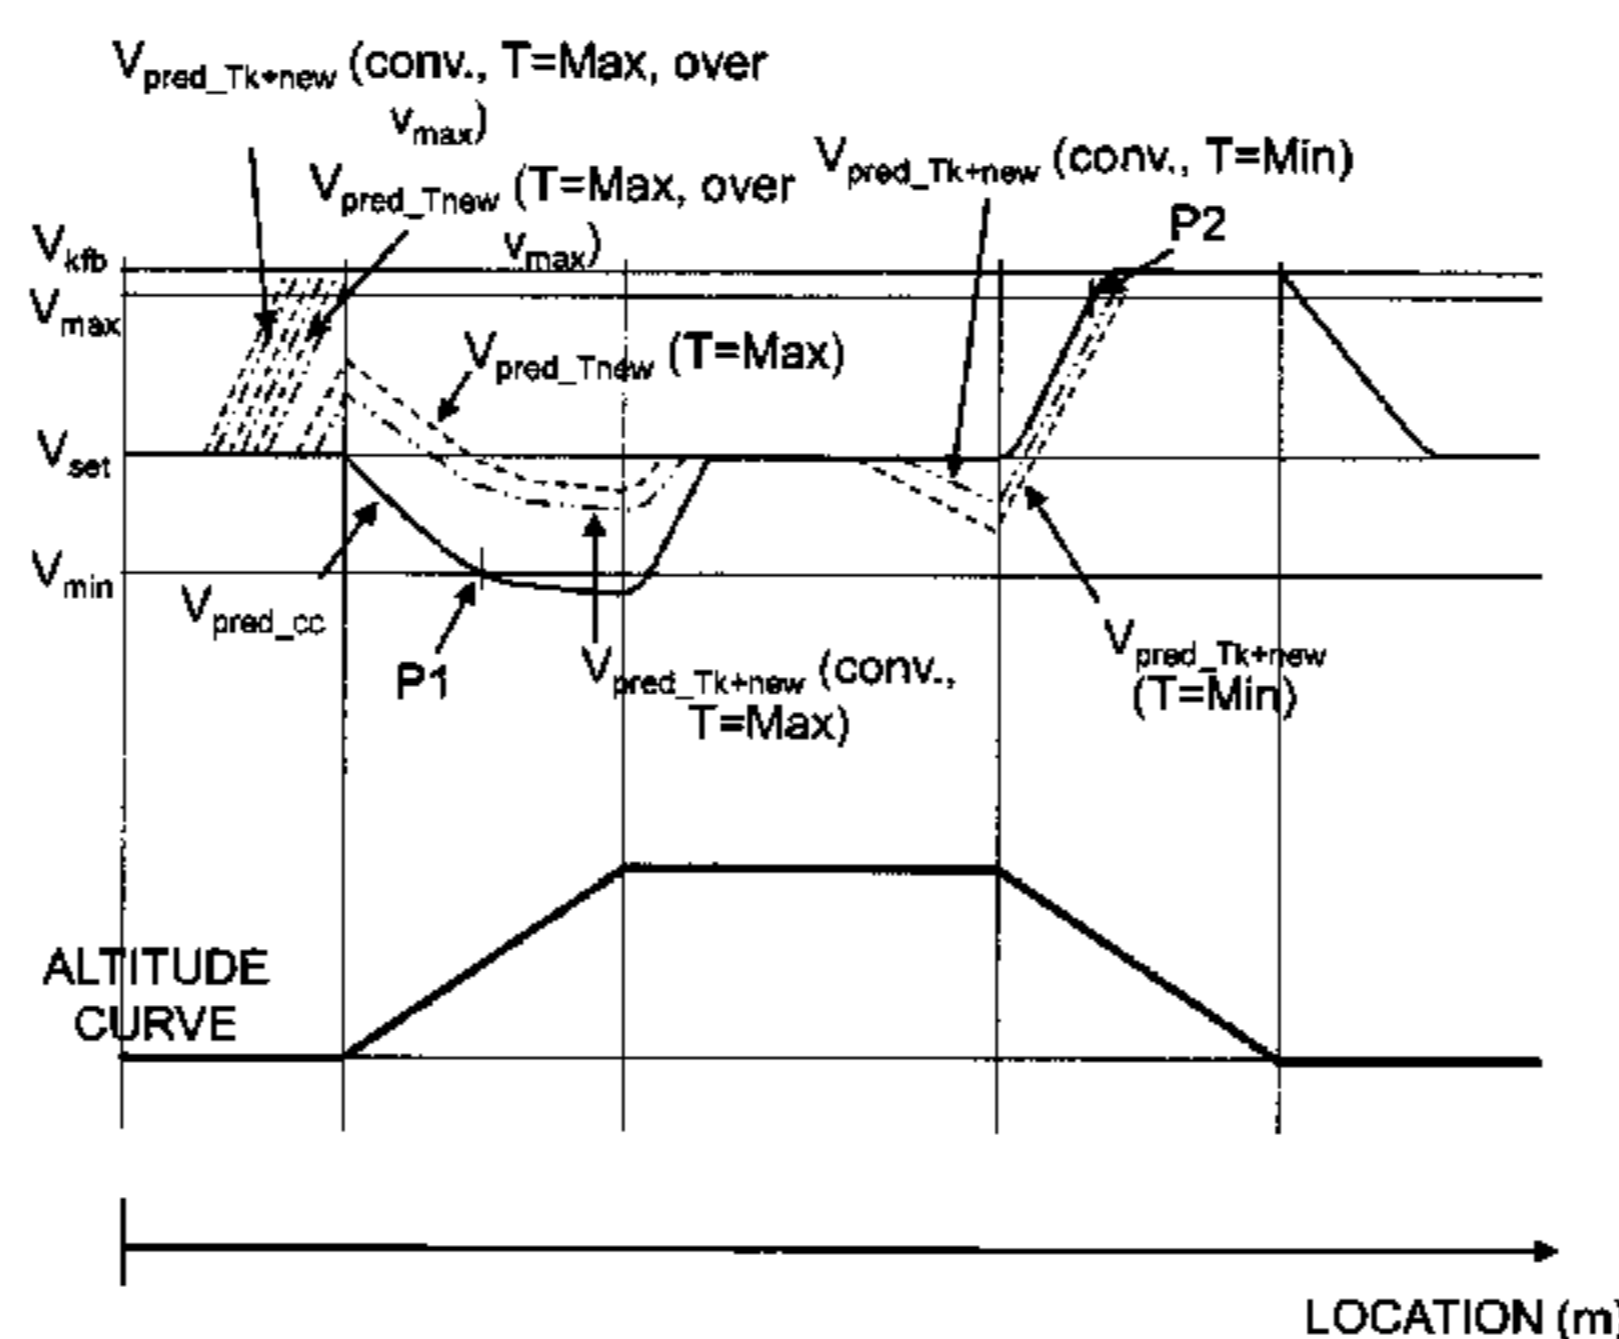 Vpred_Tk+new (conv., T=Max, over
vmax)
Vpred_Tnew (T=Max, over
vmax)
Vpred_Tk+new (conv., T=Min)
P2
Vkfb
Vmax
Vpred_Tnew (T=Max)
Vset
Vmin
Vpred_cc
P1
Vpred_Tk+new (conv.,
T=Max)
Vpred_Tk+new
(T=Min)
ALTITUDE
CURVE
LOCATION (m)